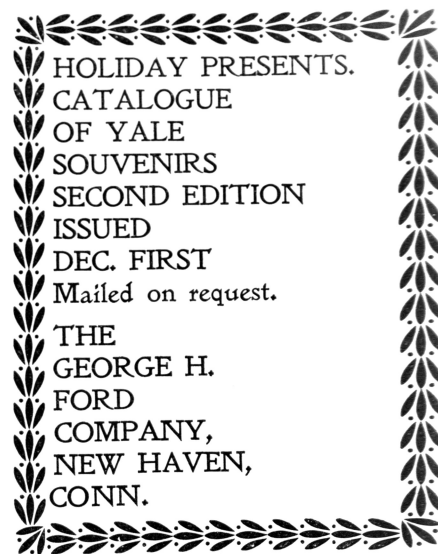 HOLIDAY PRESENTS.
CATALOGUE
OF YALE
SOUVENIRS
SECOND EDITION
ISSUED
DEC. FIRST
Mailed on request.
THE
GEORGE H.
FORD
COMPANY,
NEW HAVEN,
CONN.